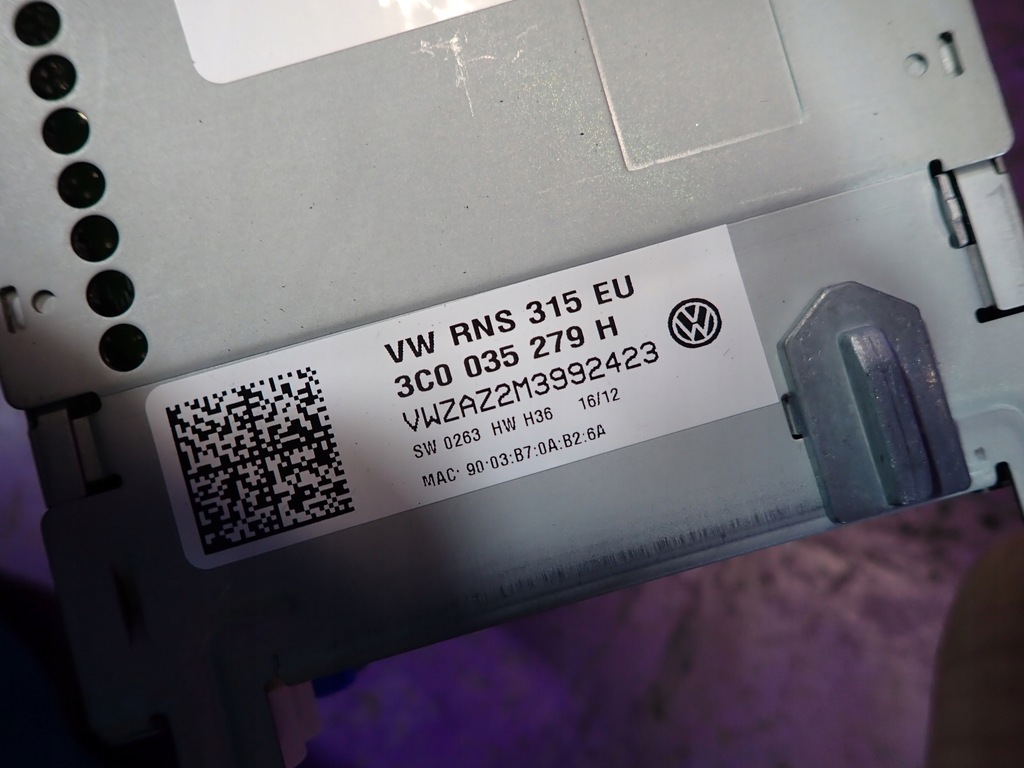 VW RNS 315 EU
3C0 035 279 H
VWZAZ2M3992423
SW 0263 HW H36 16/12
MAC: 90:03:B7:0A:B2:6A